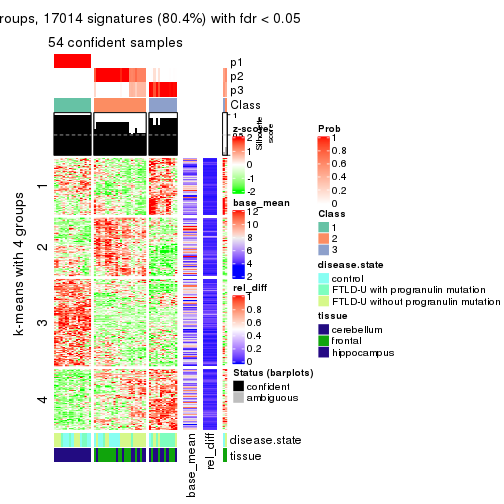 roups, 17014 signatures (80.4%) with fdr < 0.05
54 confident samples
p1
p2
p3
Class
1
Silhouette
score
z-score
2
1
0
-1
-2
base_mean
12
10
8
6
4
2
rel_diff
1
0.8
0.6
0.4
0.2
0
Status (barplots)
confident
ambiguous
Prob
1
0.8
0.6
0.4
0.2
0
Class
1
2
3
disease.state
control
FTLD-U with progranulin mutation
FTLD-U without progranulin mutation
tissue
cerebellum
frontal
hippocampus
k-means with 4 groups
1
2
3
4
base_mean
rel_diff
disease.state
tissue